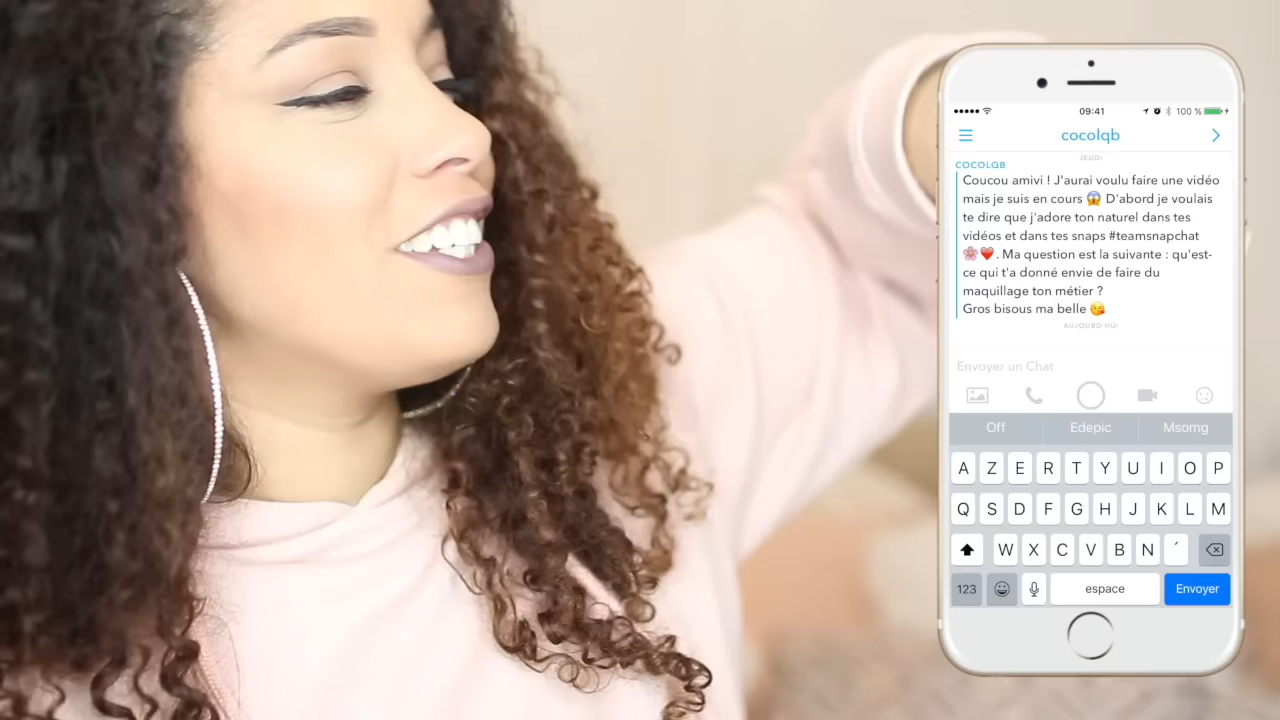 09:41
100 %
cocolqb
JEUDI
COCOLQB
Coucou amivi ! J'aurai voulu faire une vidéo
mais je suis en cours 😱 D'abord je voulais
te dire que j'adore ton naturel dans tes
vidéos et dans tes snaps #teamsnapchat
🌸❤️. Ma question est la suivante : qu'est-
ce qui t'a donné envie de faire du
maquillage ton métier ?
Gros bisous ma belle 😘
AUJOURD'HUI
Envoyer un Chat
Off Edepic Msomg
A Z E R T Y U I O P
Q S D F G H J K L M
W X C V B N ´
123 espace Envoyer